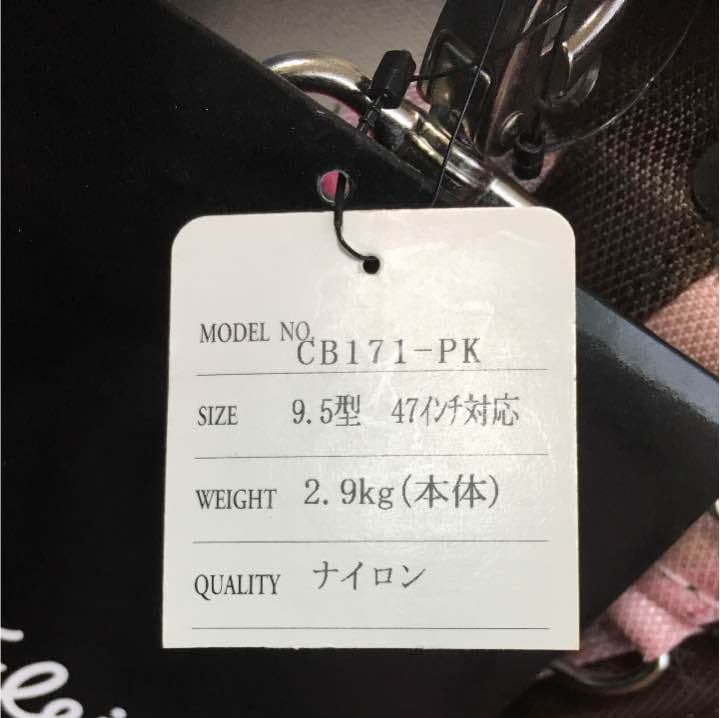 MODEL NO. CB171-PK
SIZE 9.5型 47ｲﾝﾁ対応
WEIGHT 2.9kg(本体)
QUALITY ナイロン